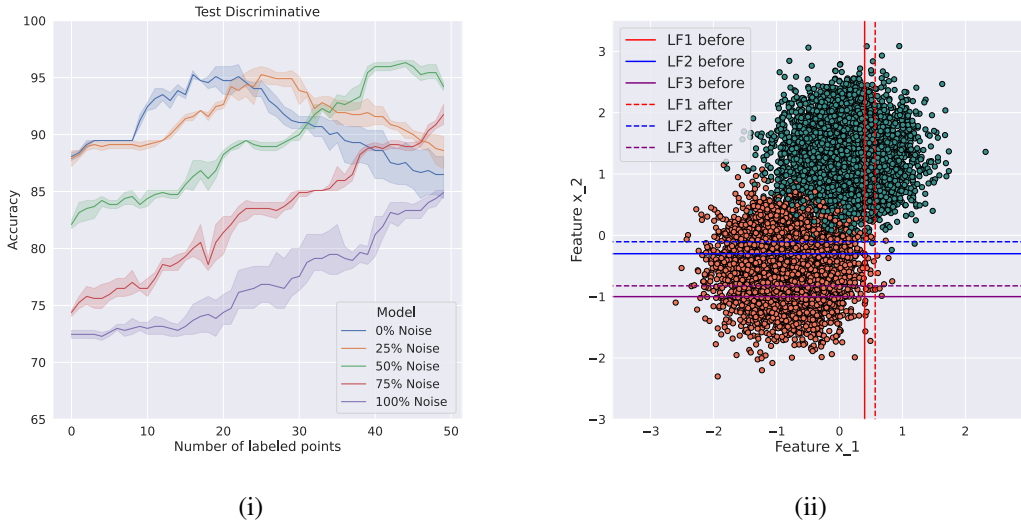 Test Discriminative
100
95
90
85
80
75
70
65
Accuracy
0
10
20
30
40
50
Number of labeled points
Model
0% Noise
25% Noise
50% Noise
75% Noise
100% Noise
(i)
LF1 before
LF2 before
LF3 before
LF1 after
LF2 after
LF3 after
3
2
1
0
−1
−2
−3
Feature x_2
−3
−2
−1
0
1
2
Feature x_1
(ii)